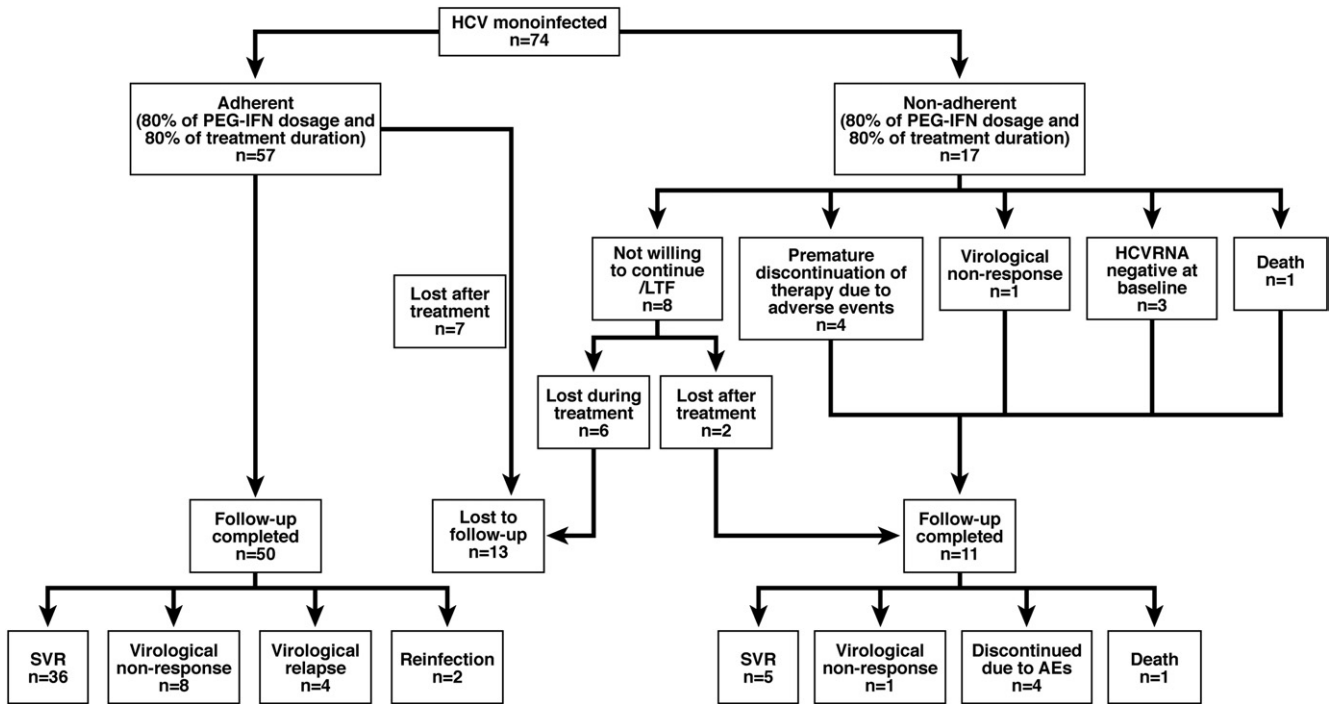 HCV monoinfected
n=74
Adherent
(80% of PEG-IFN dosage and
80% of treatment duration)
n=57
Non-adherent
(80% of PEG-IFN dosage and
80% of treatment duration)
n=17
Lost after
treatment
n=7
Not willing
to continue
/LTF
n=8
Premature
discontinuation of
therapy due to
adverse events
n=4
Virological
non-response
n=1
HCVRNA
negative at
baseline
n=3
Death
n=1
Lost during
treatment
n=6
Lost after
treatment
n=2
Follow-up
completed
n=50
Lost to
follow-up
n=13
Follow-up
completed
n=11
SVR
n=36
Virological
non-response
n=8
Virological
relapse
n=4
Reinfection
n=2
SVR
n=5
Virological
non-response
n=1
Discontinued
due to AEs
n=4
Death
n=1